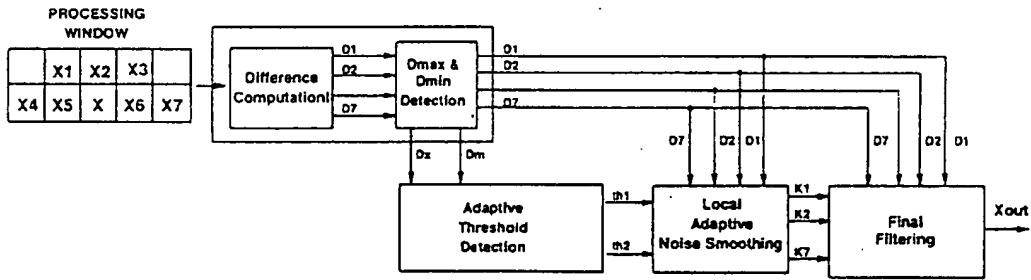 PROCESSING
WINDOW
X1 X2 X3
X4 X5 X X6 X7
Difference
Computationl
D1
D2
D7
Dmax &
Dmin
Detection
D1
D2
D7
Dx Dm
D7 D2 D1
D7 D2 D1
Adaptive
Threshold
Detection
th1
th2
Local
Adaptive
Noise Smoothing
K1
K2
K7
Final
Filtering
Xout